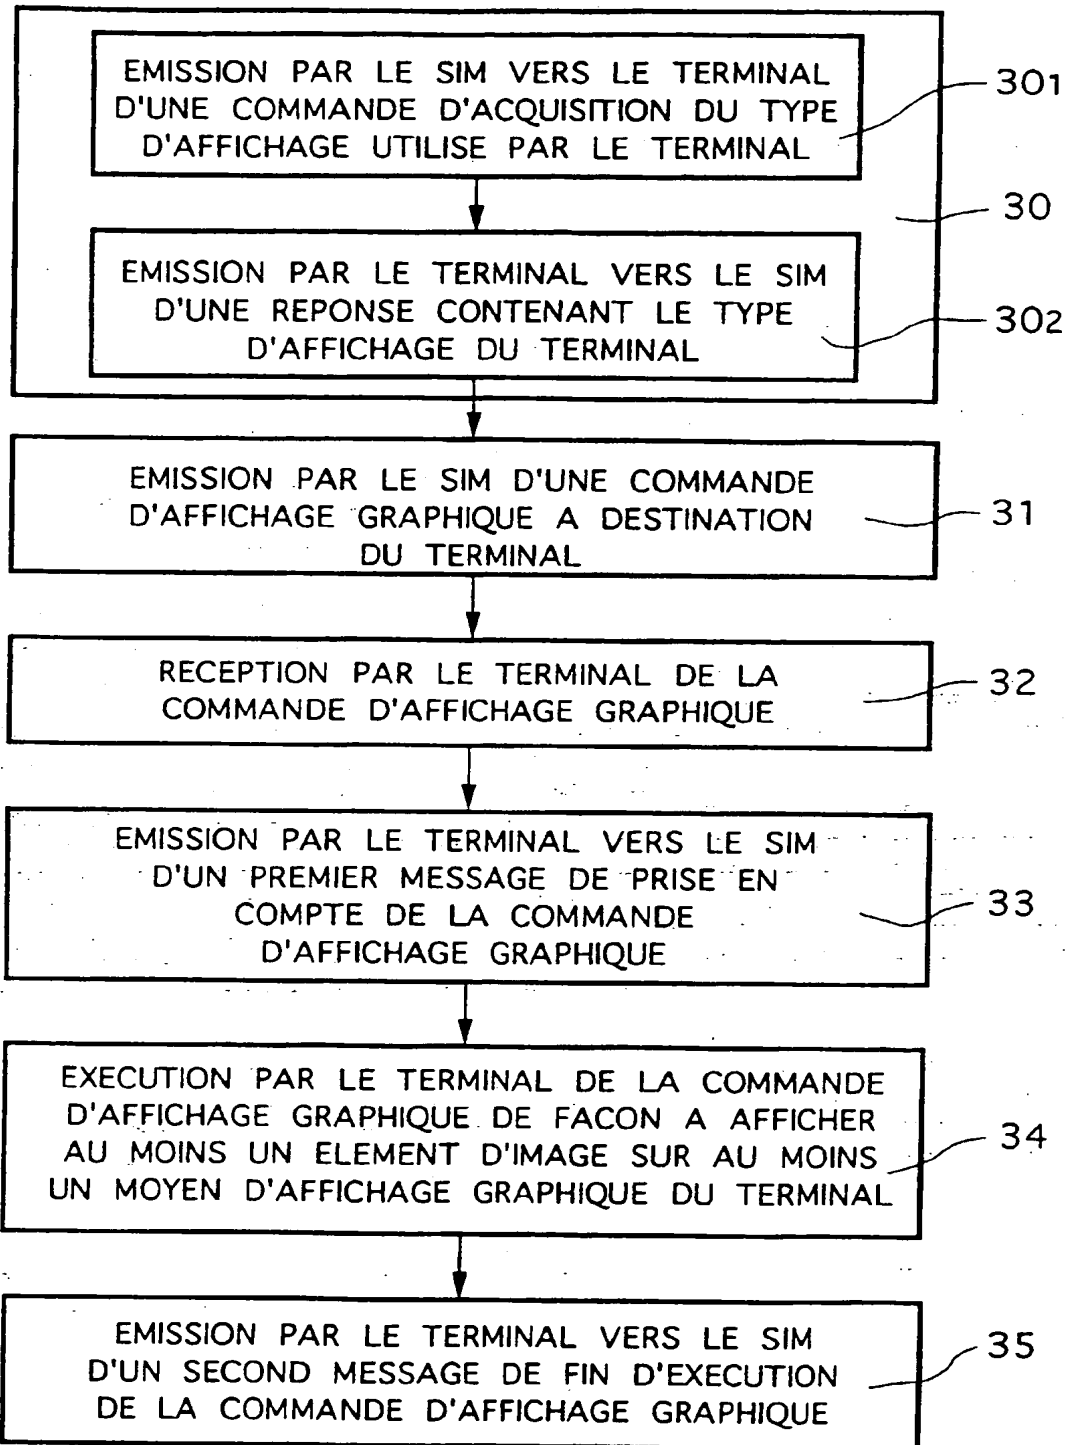 EMISSION PAR LE SIM VERS LE TERMINAL
D'UNE COMMANDE D'ACQUISITION DU TYPE
D'AFFICHAGE UTILISE PAR LE TERMINAL
301
30
EMISSION PAR LE TERMINAL VERS LE SIM
D'UNE REPONSE CONTENANT LE TYPE
D'AFFICHAGE DU TERMINAL
302
EMISSION PAR LE SIM D'UNE COMMANDE
D'AFFICHAGE GRAPHIQUE A DESTINATION
DU TERMINAL
31
RECEPTION PAR LE TERMINAL DE LA
COMMANDE D'AFFICHAGE GRAPHIQUE
32
EMISSION PAR LE TERMINAL VERS LE SIM
D'UN PREMIER MESSAGE DE PRISE EN
COMPTE DE LA COMMANDE
D'AFFICHAGE GRAPHIQUE
33
EXECUTION PAR LE TERMINAL DE LA COMMANDE
D'AFFICHAGE GRAPHIQUE DE FACON A AFFICHER
AU MOINS UN ELEMENT D'IMAGE SUR AU MOINS
UN MOYEN D'AFFICHAGE GRAPHIQUE DU TERMINAL
34
EMISSION PAR LE TERMINAL VERS LE SIM
D'UN SECOND MESSAGE DE FIN D'EXECUTION
DE LA COMMANDE D'AFFICHAGE GRAPHIQUE
35